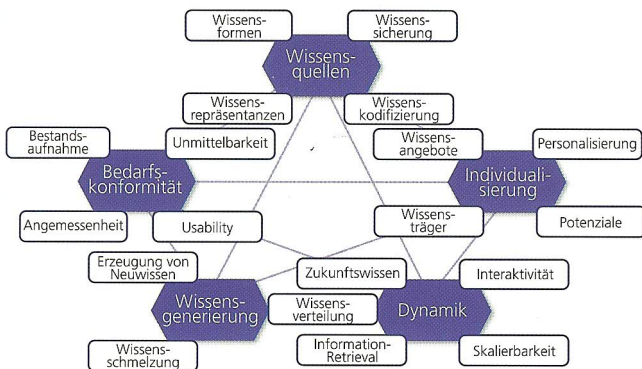 Wissens-
formen
Wissens-
sicherung
Wissens-
quellen
Wissens-
repräsentanzen
Wissens-
kodifizierung
Bestands-
aufnahme
Unmittelbarkeit
Wissens-
angebote
Personalisierung
Bedarfs-
konformität
Individuali-
sierung
Angemessenheit
Usability
Wissens-
träger
Potenziale
Erzeugung von
Neuwissen
Zukunftswissen
Interaktivität
Wissens-
generierung
Wissens-
verteilung
Dynamik
Wissens-
schmelzung
Information-
Retrieval
Skalierbarkeit